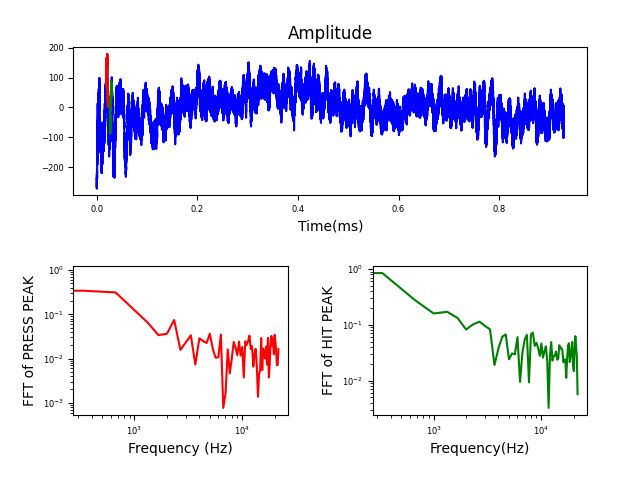 Amplitude
200
100
0
−100
−200
0.0 0.2 0.4 0.6 0.8
Time(ms)
FFT of PRESS PEAK
10⁰
10⁻¹
10⁻²
10⁻³
10³ 10⁴
Frequency (Hz)
FFT of HIT PEAK
10⁰
10⁻¹
10⁻²
10³ 10⁴
Frequency(Hz)